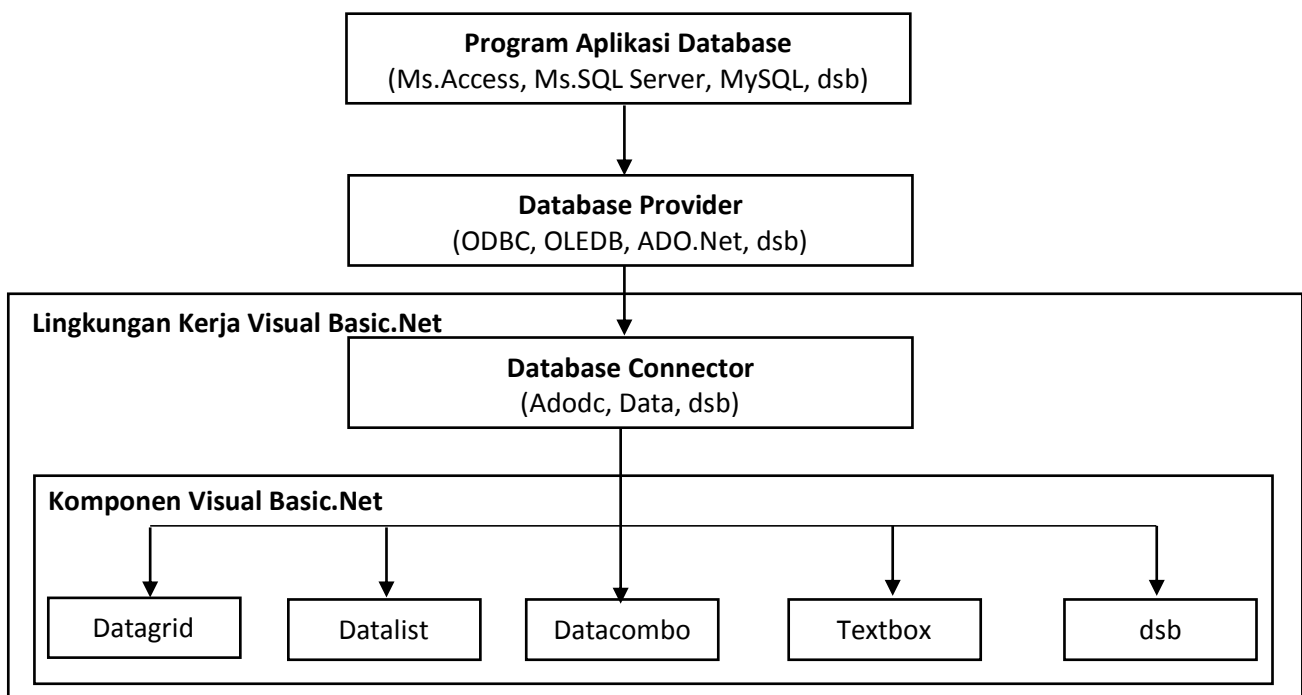 Program Aplikasi Database
(Ms.Access, Ms.SQL Server, MySQL, dsb)
Database Provider
(ODBC, OLEDB, ADO.Net, dsb)
Lingkungan Kerja Visual Basic.Net
Database Connector
(Adodc, Data, dsb)
Komponen Visual Basic.Net
Datagrid
Datalist
Datacombo
Textbox
dsb